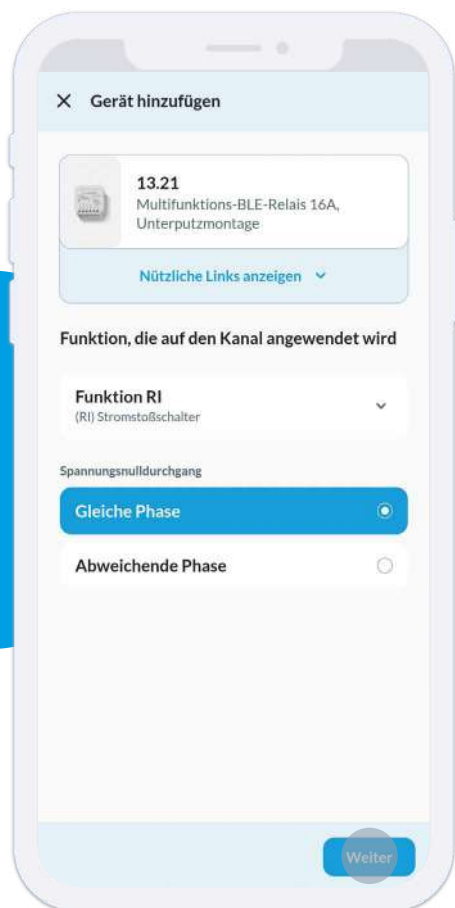 Gerät hinzufügen
13.21
Multifunktions-BLE-Relais 16A,
Unterputzmontage
Nützliche Links anzeigen
Funktion, die auf den Kanal angewendet wird
Funktion RI
(RI) Stromstoßschalter
Spannungsnulldurchgang
Gleiche Phase
Abweichende Phase
Weiter